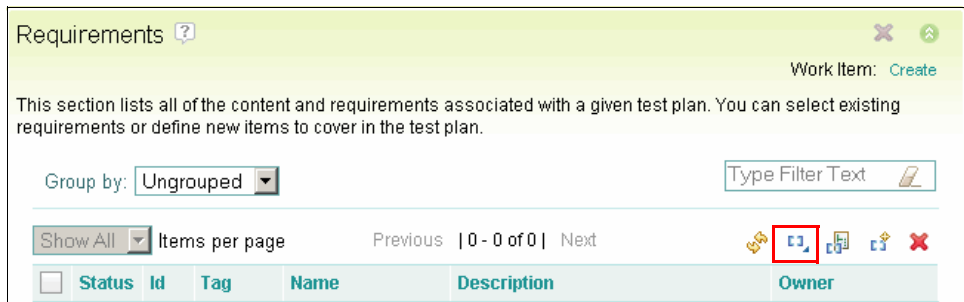 Requirements ?
Work Item: Create
This section lists all of the content and requirements associated with a given test plan. You can select existing
requirements or define new items to cover in the test plan.
Group by: Ungrouped
Type Filter Text
Show All Items per page Previous | 0 - 0 of 0 | Next
Status Id Tag Name Description Owner